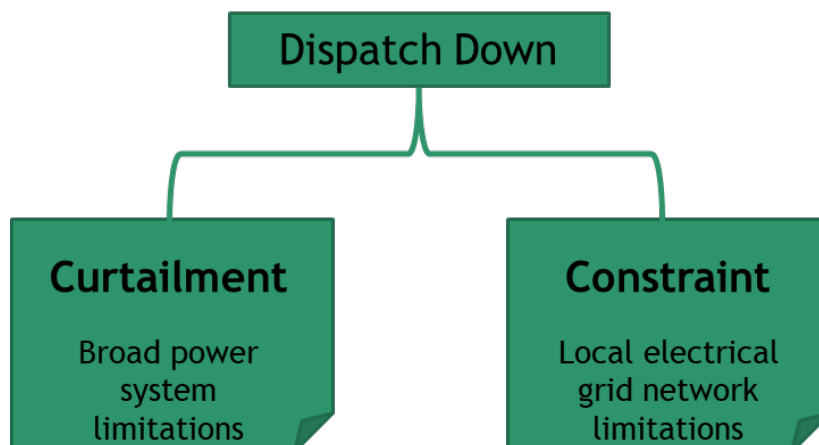 Dispatch Down
Curtailment
Broad power
system
limitations
Constraint
Local electrical
grid network
limitations